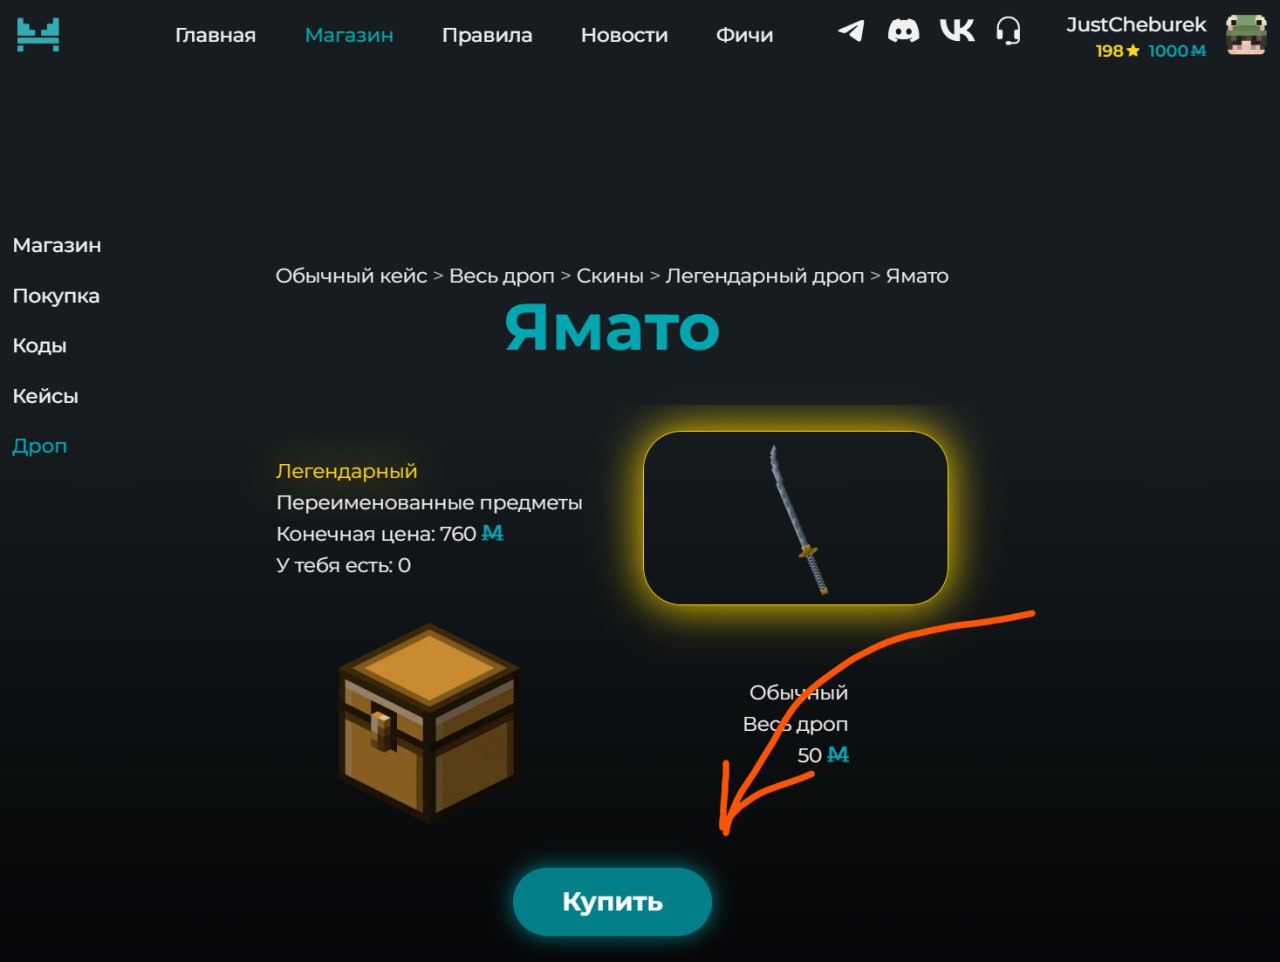 Главная
Магазин
Правила
Новости
Фичи
JustCheburek
198
1000 M
Магазин
Покупка
Коды
Кейсы
Дроп
Обычный кейс > Весь дроп > Скины > Легендарный дроп > Ямато
Ямато
Легендарный
Переименованные предметы
Конечная цена: 760 M
У тебя есть: 0
Обычный
Весь дроп
50 M
Купить